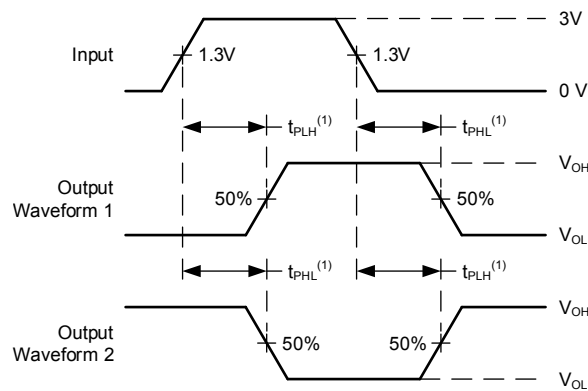 3V
Input
1.3V
1.3V
0 V
tPLH(1)
tPHL(1)
VOH
Output
Waveform 1
50%
50%
VOL
tPHL(1)
tPLH(1)
VOH
Output
Waveform 2
50%
50%
VOL